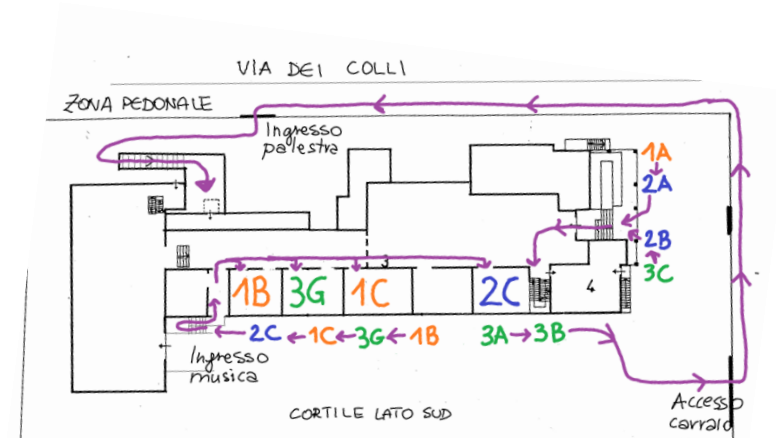 VIA DEI COLLI
ZONA PEDONALE
Ingresso
palestra
1A
2A
2B
3C
3
4
1B 3G 1C 2C
2C ← 1C ← 3G ← 1B 3A → 3B
Ingresso
musica
CORTILE LATO SUD
Accesso
carraio